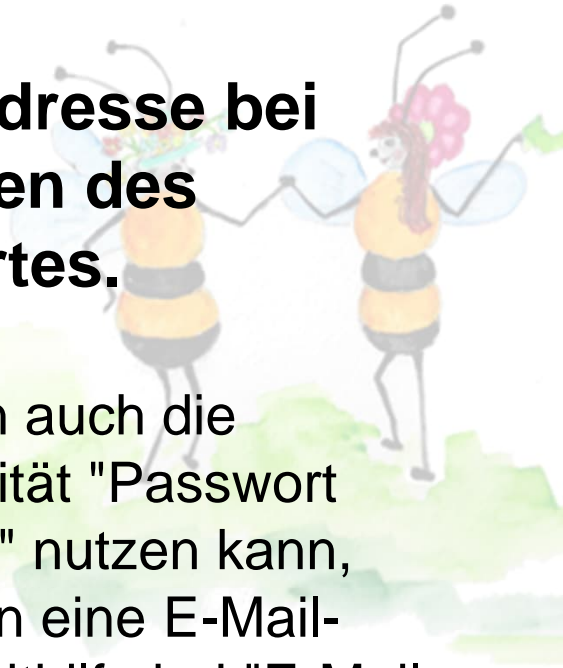 dresse bei
en des
rtes.
n auch die
ität "Passwort
" nutzen kann,
n eine E-Mail-